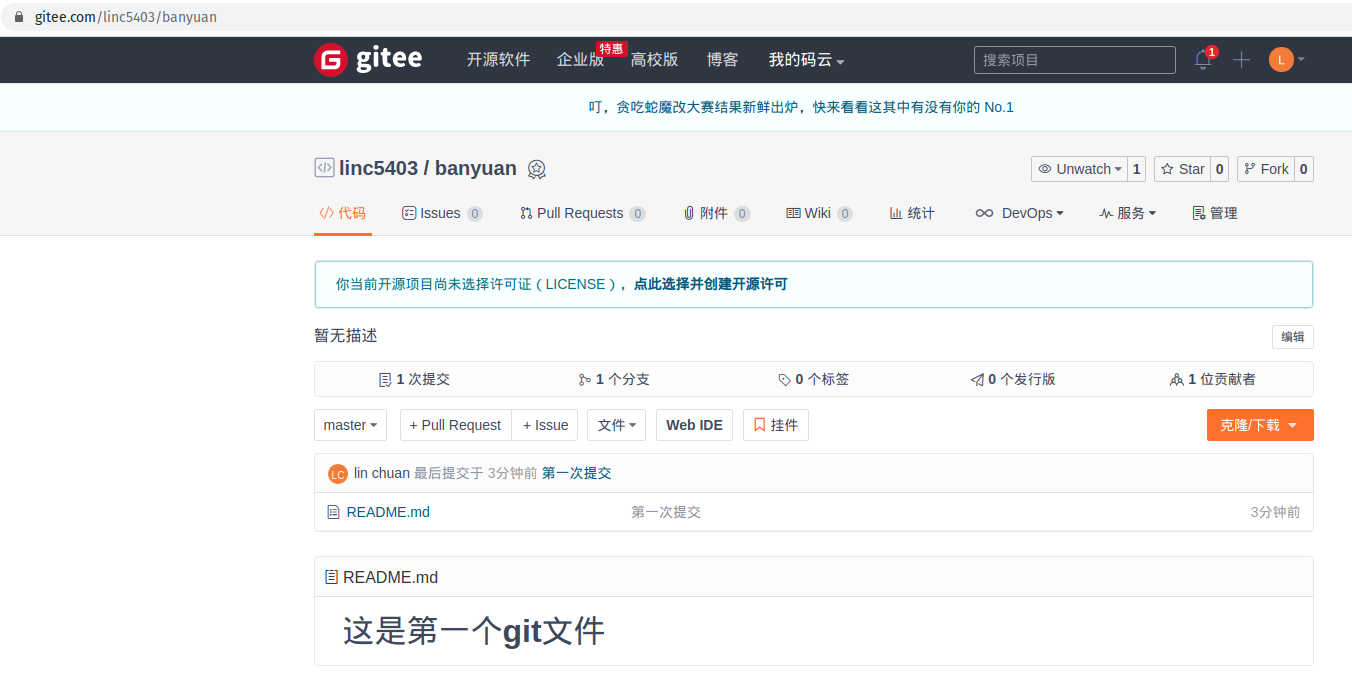 gitee.com/linc5403/banyuan
gitee 开源软件 企业版 特惠 高校版 博客 我的码云 搜索项目 1 L
叮，贪吃蛇魔改大赛结果新鲜出炉，快来看看这其中有没有你的 No.1
linc5403 / banyuan Unwatch 1 Star 0 Fork 0
代码 Issues 0 Pull Requests 0 附件 0 Wiki 0 统计 DevOps 服务 管理
你当前开源项目尚未选择许可证（LICENSE），点此选择并创建开源许可
暂无描述 编辑
1 次提交 1 个分支 0 个标签 0 个发行版 1 位贡献者
master + Pull Request + Issue 文件 Web IDE 挂件 克隆/下载
LC lin chuan 最后提交于 3分钟前 第一次提交
README.md 第一次提交 3分钟前
README.md
这是第一个git文件